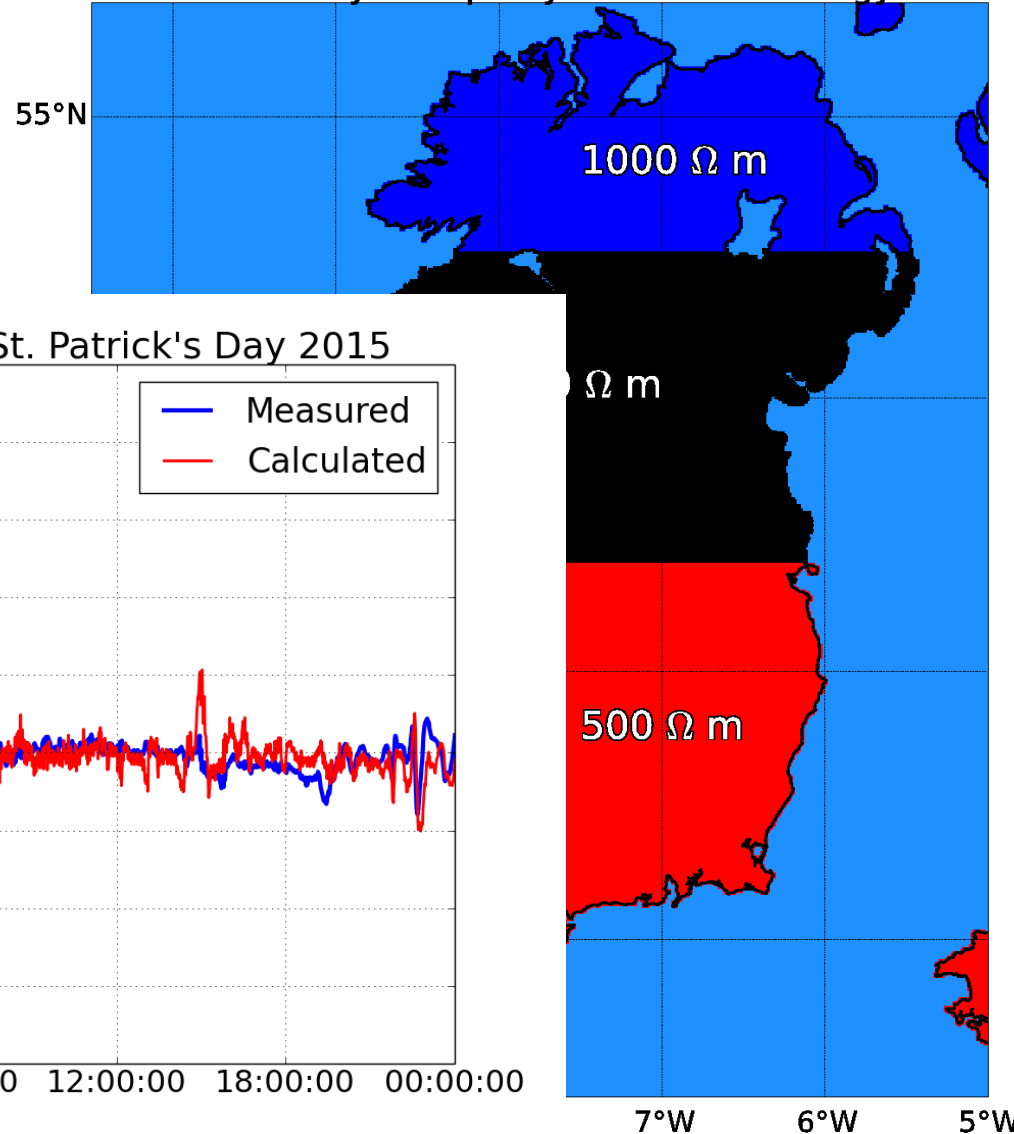 55°N
1000 Ω m
St. Patrick's Day 2015
Measured
Ω m
Calculated
500 Ω m
12:00:00
18:00:00
00:00:00
7°W
6°W
5°W